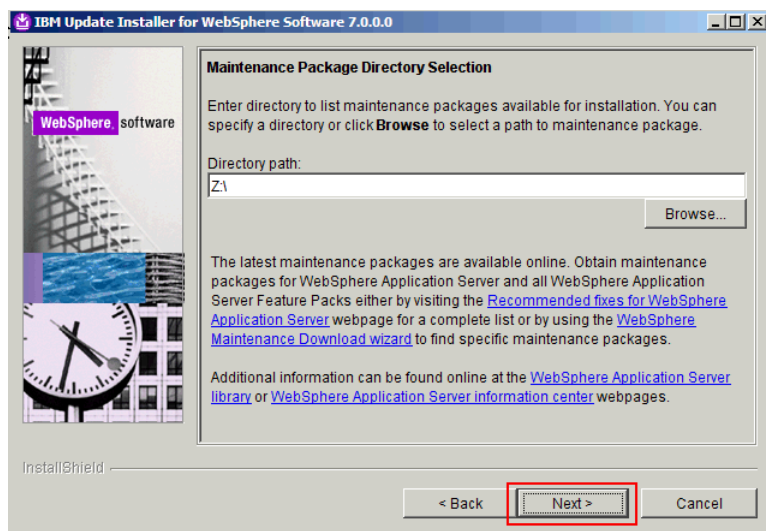 IBM Update Installer for WebSphere Software 7.0.0.0
WebSphere. software
Maintenance Package Directory Selection
Enter directory to list maintenance packages available for installation. You can
specify a directory or click Browse to select a path to maintenance package.
Directory path:
Z:\
Browse...
The latest maintenance packages are available online. Obtain maintenance
packages for WebSphere Application Server and all WebSphere Application
Server Feature Packs either by visiting the Recommended fixes for WebSphere
Application Server webpage for a complete list or by using the WebSphere
Maintenance Download wizard to find specific maintenance packages.
Additional information can be found online at the WebSphere Application Server
library or WebSphere Application Server information center webpages.
InstallShield
< Back
Next >
Cancel